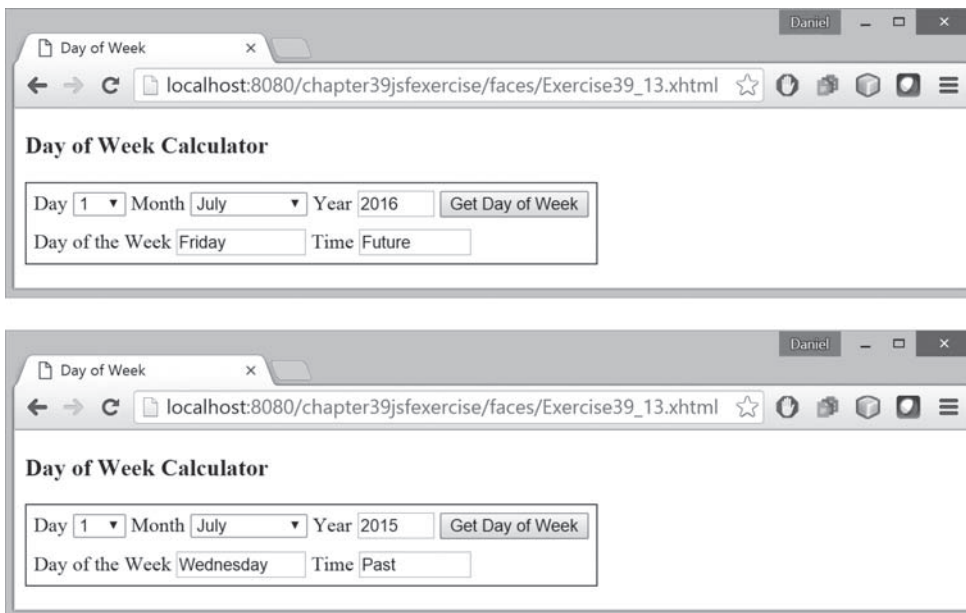 Daniel
Day of Week
localhost:8080/chapter39jsfexercise/faces/Exercise39_13.xhtml
Day of Week Calculator
Day 1 Month July Year 2016 Get Day of Week
Day of the Week Friday Time Future
Daniel
Day of Week
localhost:8080/chapter39jsfexercise/faces/Exercise39_13.xhtml
Day of Week Calculator
Day 1 Month July Year 2015 Get Day of Week
Day of the Week Wednesday Time Past